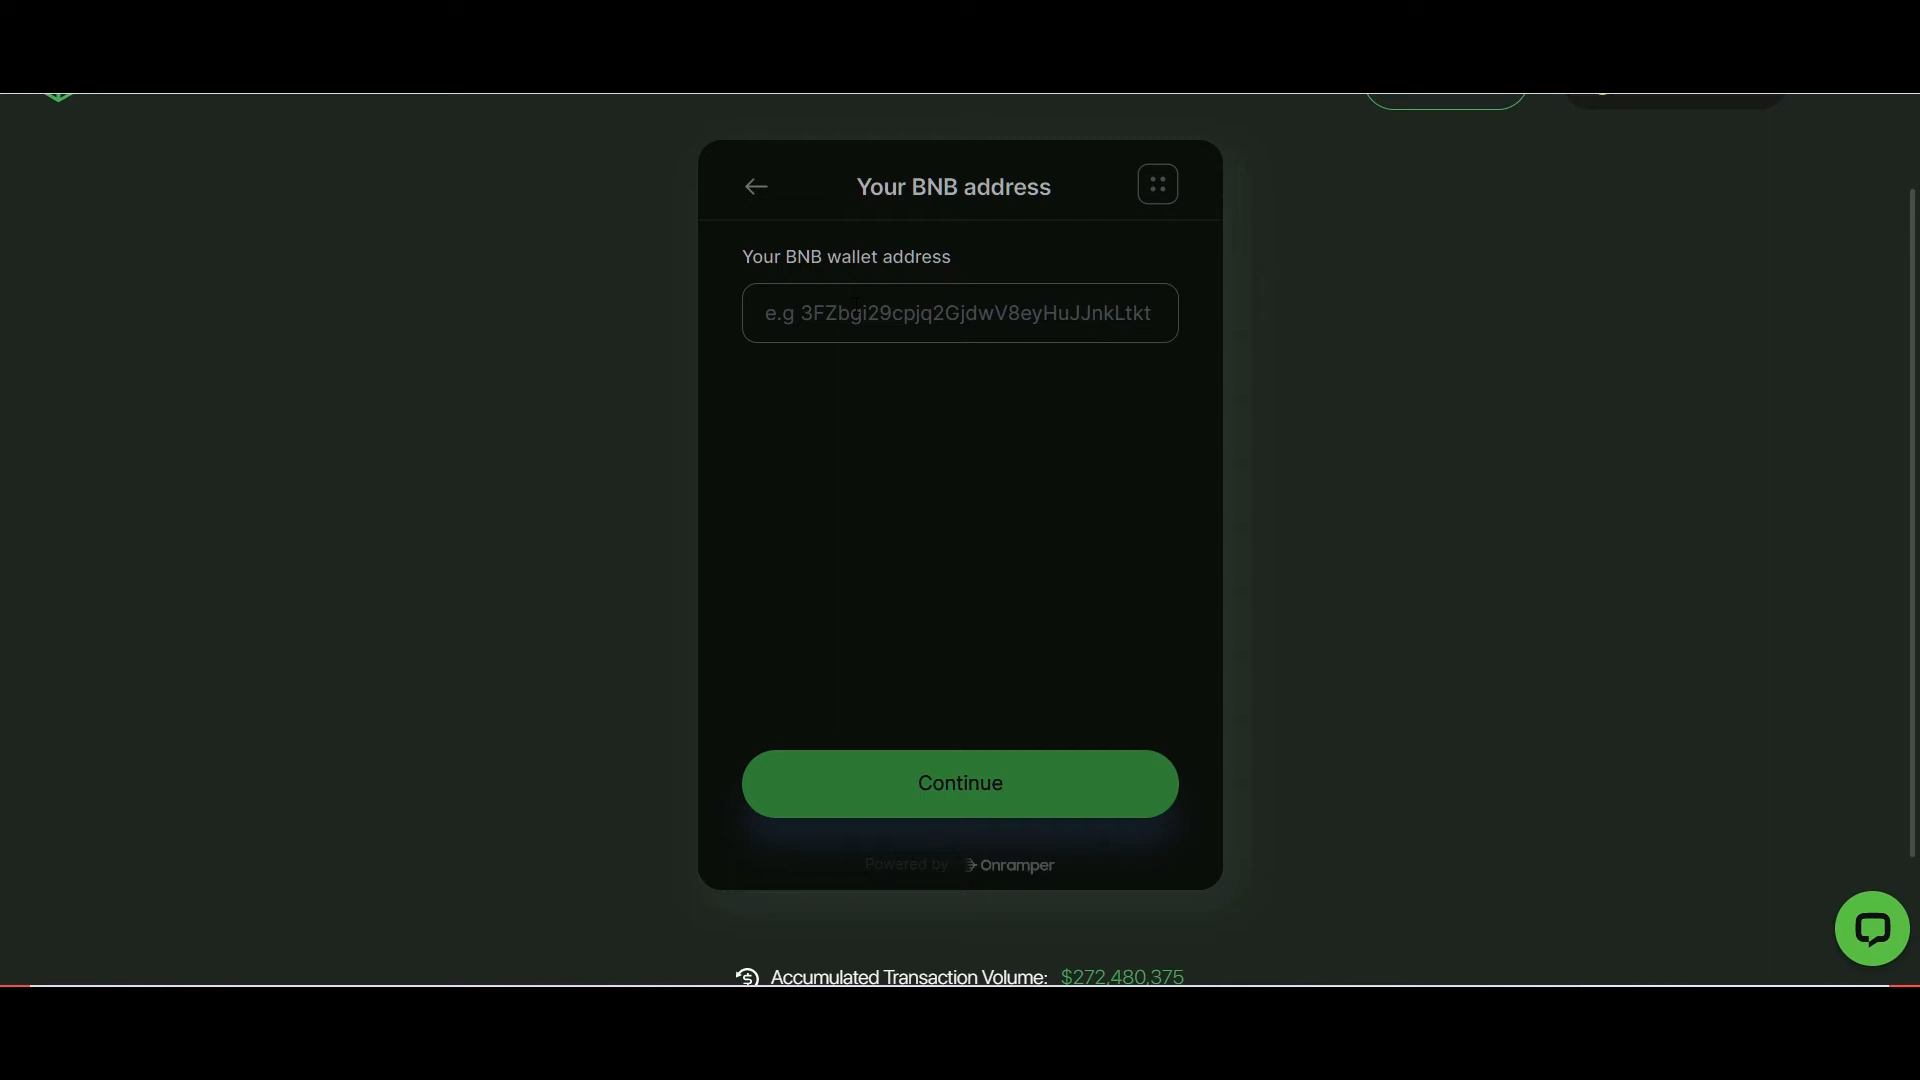 Your BNB address
Your BNB wallet address
e.g 3FZbgi29cpjq2GjdwV8eyHuJJnkLtkt
Continue
Powered by Onramper
Accumulated Transaction Volume: $272,480,375